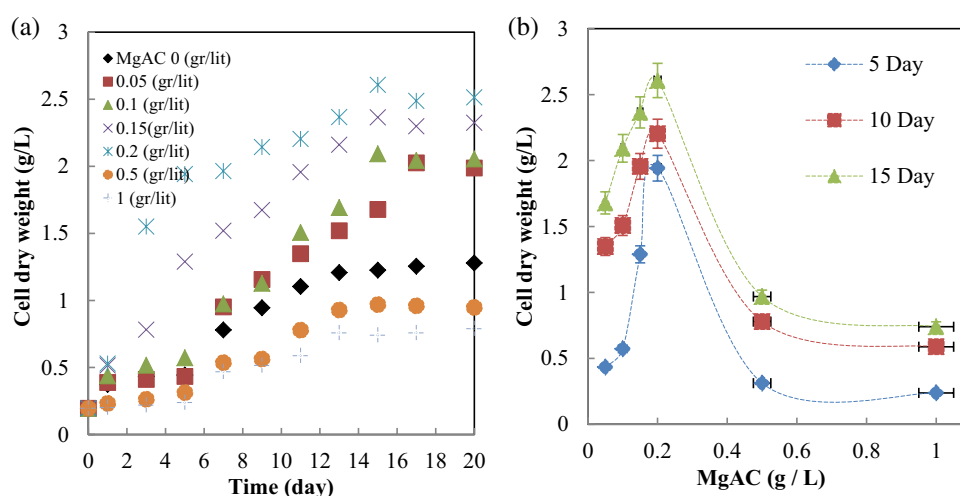 (a)
3
2.5
2
1.5
1
0.5
0
0 2 4 6 8 10 12 14 16 18 20
Cell dry weight (g/L)
Time (day)
MgAC 0 (gr/lit)
0.05 (gr/lit)
0.1 (gr/lit)
0.15(gr/lit)
0.2 (gr/lit)
0.5 (gr/lit)
1 (gr/lit)
(b)
3
2.5
2
1.5
1
0.5
0
0 0.2 0.4 0.6 0.8 1
Cell dry weight (g/L)
MgAC (g / L)
5 Day
10 Day
15 Day